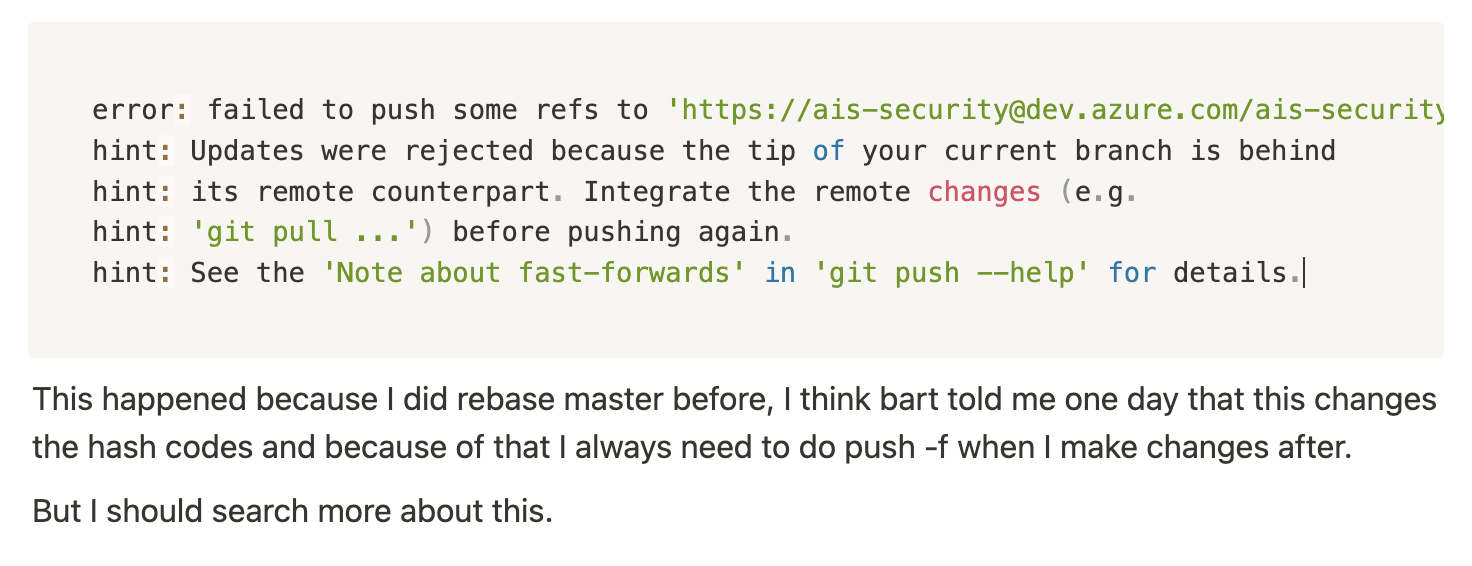 error: failed to push some refs to 'https://ais-security@dev.azure.com/ais-security
hint: Updates were rejected because the tip of your current branch is behind
hint: its remote counterpart. Integrate the remote changes (e.g.
hint: 'git pull ...') before pushing again.
hint: See the 'Note about fast-forwards' in 'git push --help' for details.
This happened because I did rebase master before, I think bart told me one day that this changes
the hash codes and because of that I always need to do push -f when I make changes after.
But I should search more about this.